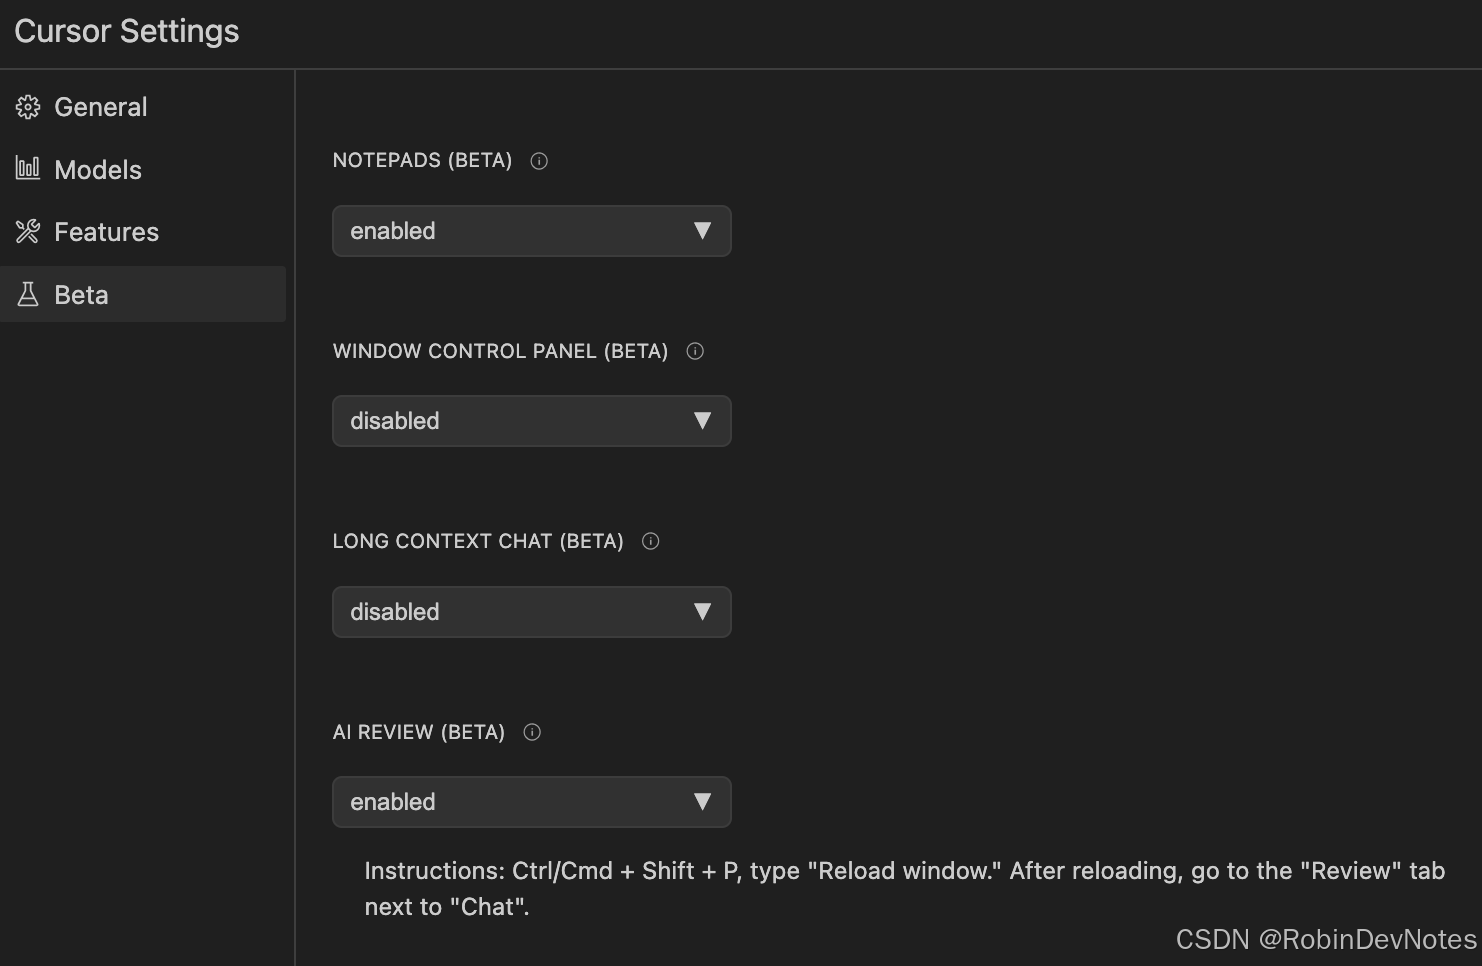 Cursor Settings
General
Models
Features
Beta
NOTEPADS (BETA)
enabled
WINDOW CONTROL PANEL (BETA)
disabled
LONG CONTEXT CHAT (BETA)
disabled
AI REVIEW (BETA)
enabled
Instructions: Ctrl/Cmd + Shift + P, type "Reload window." After reloading, go to the "Review" tab
next to "Chat".
CSDN @RobinDevNotes